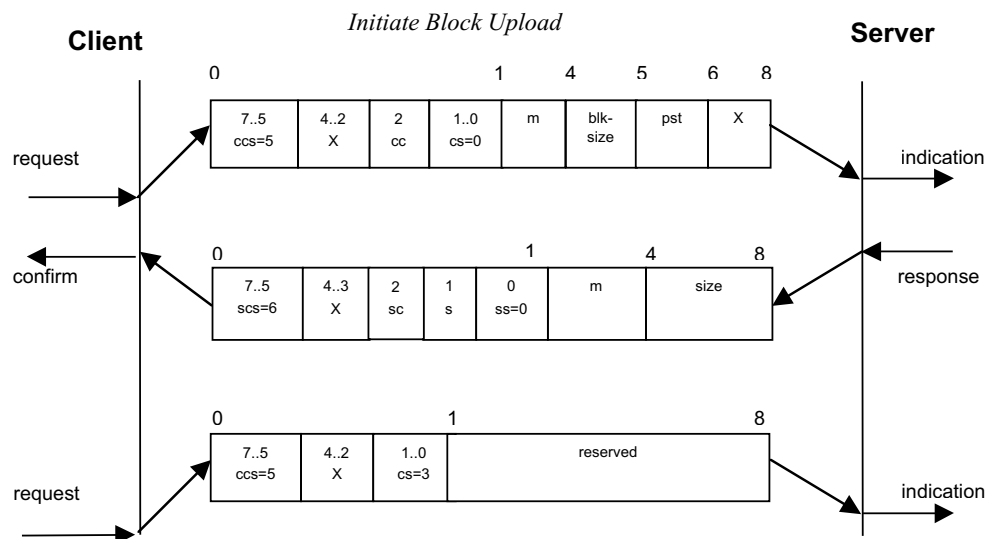 Initiate Block Upload
Client
Server
0 1 4 5 6 8
7..5 4..2 2 1..0 m blk- pst X
ccs=5 X cc cs=0 size
request
indication
confirm
response
0 1 4 8
7..5 4..3 2 1 0 m size
scs=6 X sc s ss=0
0 1 8
7..5 4..2 1..0 reserved
ccs=5 X cs=3
request
indication